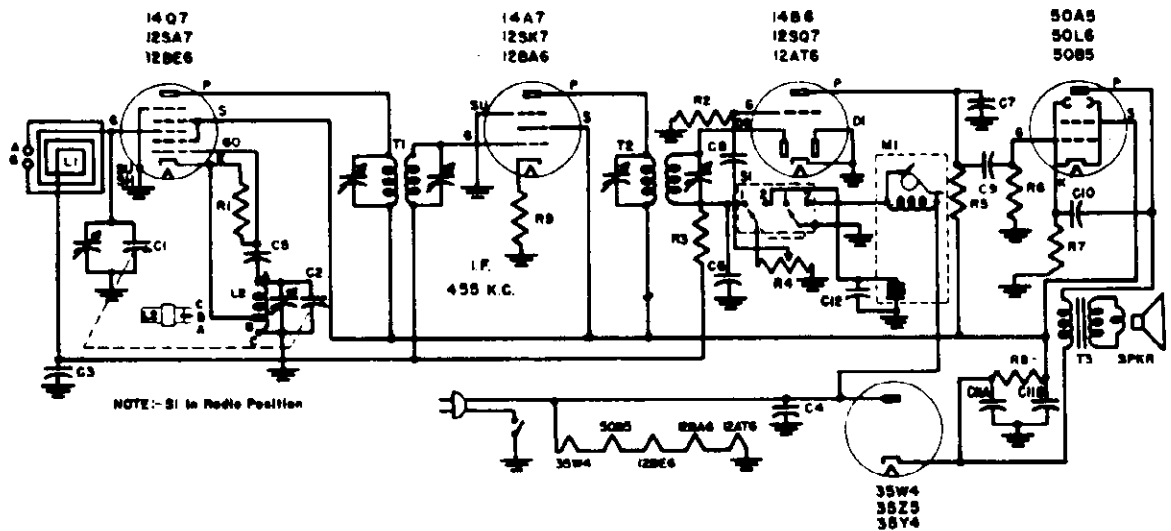 14Q7
12SA7
12BE6
14A7
12SK7
12BA6
14B6
12SQ7
12AT6
50A5
50L6
50B5
P
P
P
P
S
G
GO
SU
G
S
R2
G
D1
C7
G
S
K
A
B
L1
T1
T2
C8
S1
M1
C9
R6
C10
R1
R9
R3
R5
R7
C1
C5
C2
L2
I.F.
455 K.C.
C6
R4
C12
L2
C
B
A
T3
SPKR
C3
NOTE:- S1 in Radio Position
C4
R8
C11A
C11B
50B5
12BA6
12AT6
35W4
12BE6
35W4
35Z5
35Y4